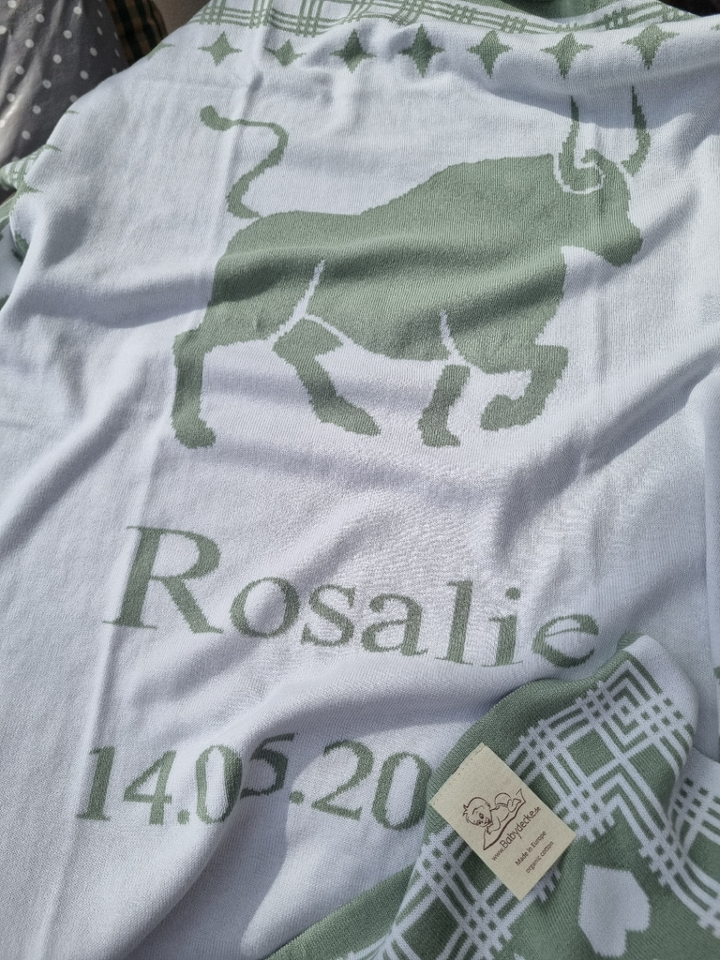 Rosalie
14.05.20
www.Babydecke.de
Made in Europe
organic cotton